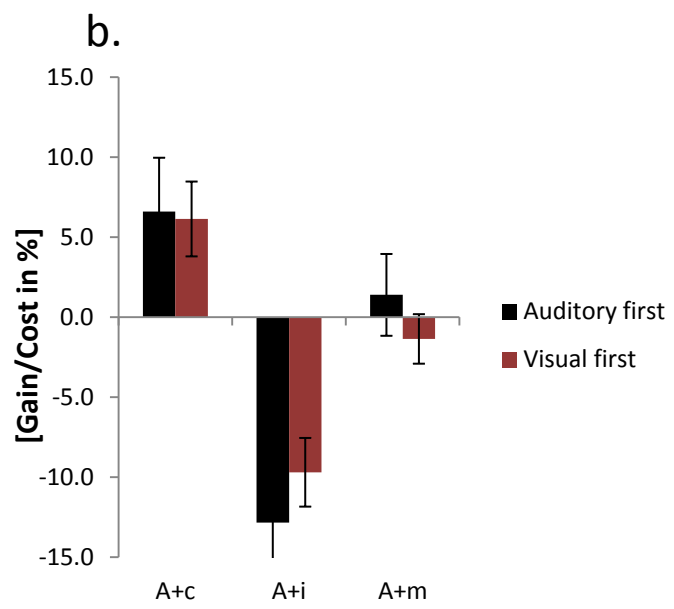 b.
[Gain/Cost in %]
15.0
10.0
5.0
0.0
-5.0
-10.0
-15.0
A+c A+i A+m
Auditory first
Visual first